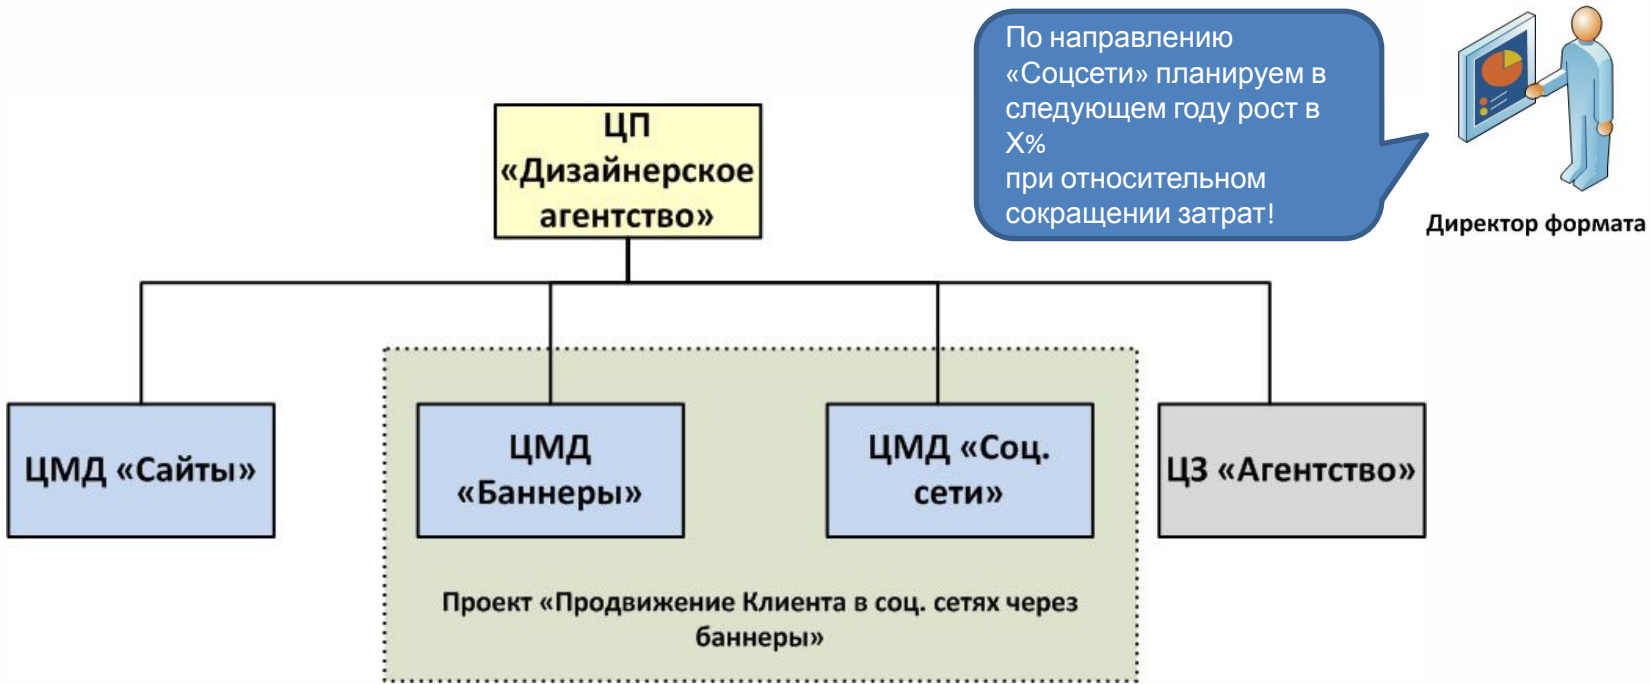 По направлению
«Соцсети» планируем в
следующем году рост в
X%
при относительном
сокращении затрат!
Директор формата
ЦП
«Дизайнерское
агентство»
ЦМД «Сайты»
ЦМД
«Баннеры»
ЦМД «Соц.
сети»
ЦЗ «Агентство»
Проект «Продвижение Клиента в соц. сетях через
баннеры»